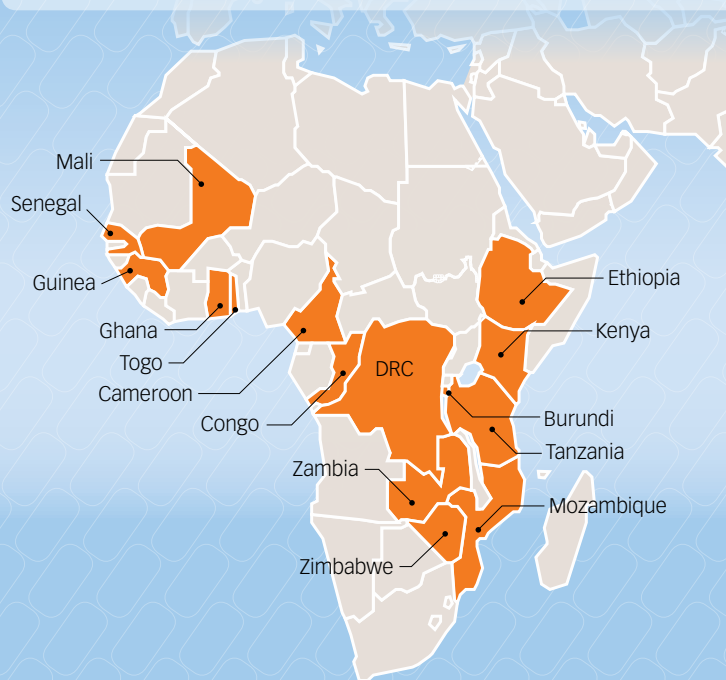 Mali
Senegal
Guinea
Ghana
Togo
Cameroon
Congo
DRC
Ethiopia
Kenya
Burundi
Tanzania
Zambia
Mozambique
Zimbabwe